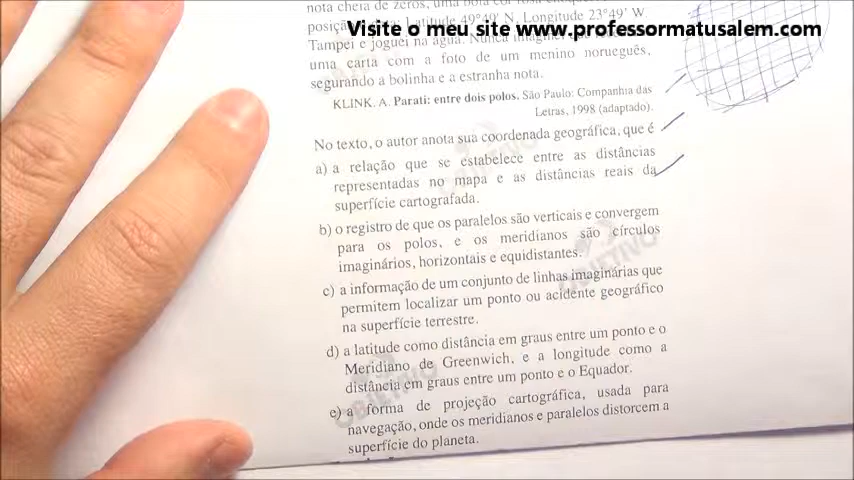 nota cheia de zeros, uma
posição Latitude 49°49' N, Longitude 23°49' W.
Visite o meu site www.professormatusalem.com
Tampei e joguei na água. Nunca
uma carta com a foto de um menino norueguês,
segurando a bolinha e a estranha nota.
KLINK, A. Parati: entre dois polos. São Paulo: Companhia das
Letras, 1998 (adaptado).
No texto, o autor anota sua coordenada geográfica, que é
a) a relação que se estabelece entre as distâncias
representadas no mapa e as distâncias reais da
superfície cartografada.
b) o registro de que os paralelos são verticais e convergem
para os polos, e os meridianos são círculos
imaginários, horizontais e equidistantes.
c) a informação de um conjunto de linhas imaginárias que
permitem localizar um ponto ou acidente geográfico
na superfície terrestre.
d) a latitude como distância em graus entre um ponto e o
Meridiano de Greenwich, e a longitude como a
distância em graus entre um ponto e o Equador.
e) a forma de projeção cartográfica, usada para
navegação, onde os meridianos e paralelos distorcem a
superfície do planeta.
OBJETIVO
OBJETIVO